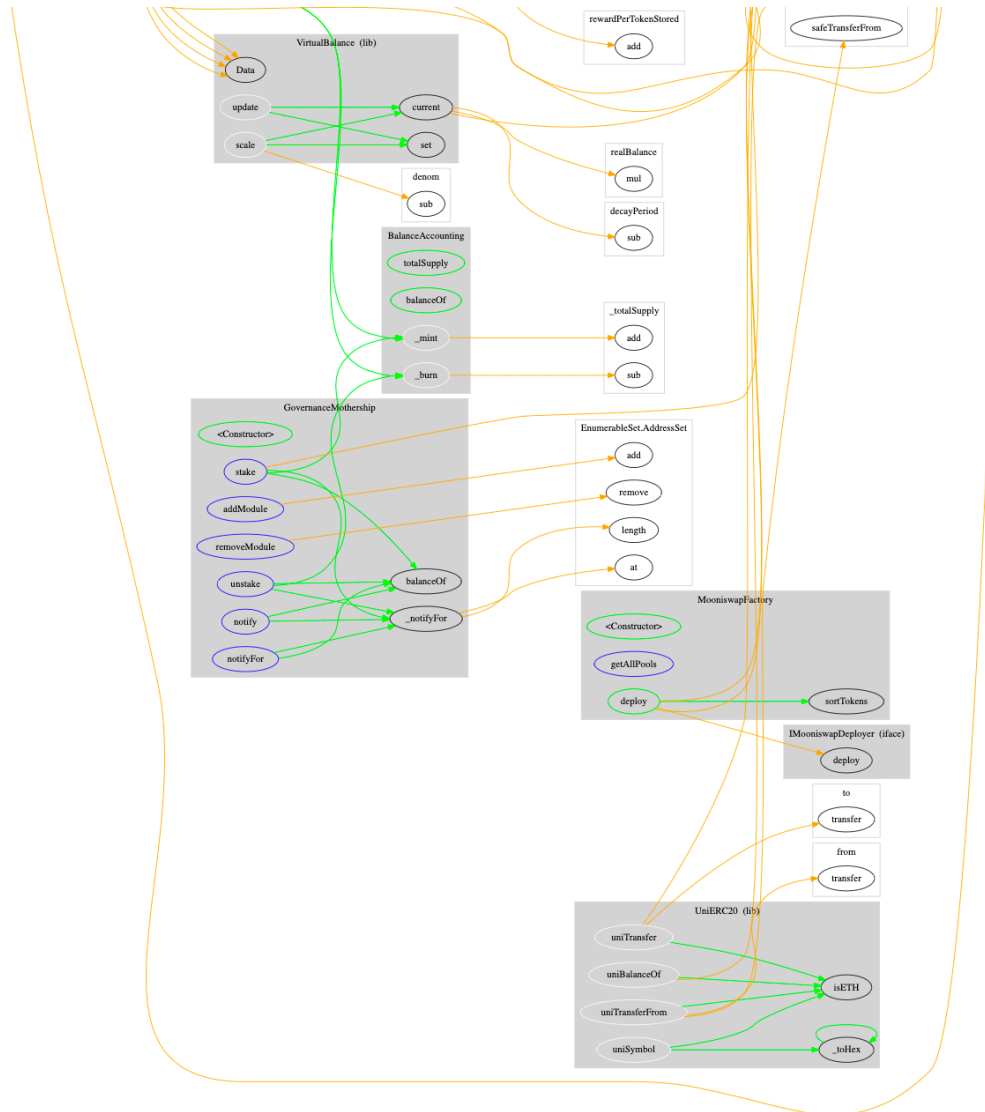 rewardPerTokenStored
add
safeTransferFrom
VirtualBalance (lib)
Data
update
current
scale
set
denom
sub
realBalance
mul
decayPeriod
sub
BalanceAccounting
totalSupply
balanceOf
_mint
_burn
_totalSupply
add
sub
GovernanceMothership
<Constructor>
stake
addModule
removeModule
unstake
balanceOf
notify
_notifyFor
notifyFor
EnumerableSet.AddressSet
add
remove
length
at
MooniswapFactory
<Constructor>
getAllPools
deploy
sortTokens
IMooniswapDeployer (iface)
deploy
to
transfer
from
transfer
UniERC20 (lib)
uniTransfer
uniBalanceOf
isETH
uniTransferFrom
uniSymbol
_toHex